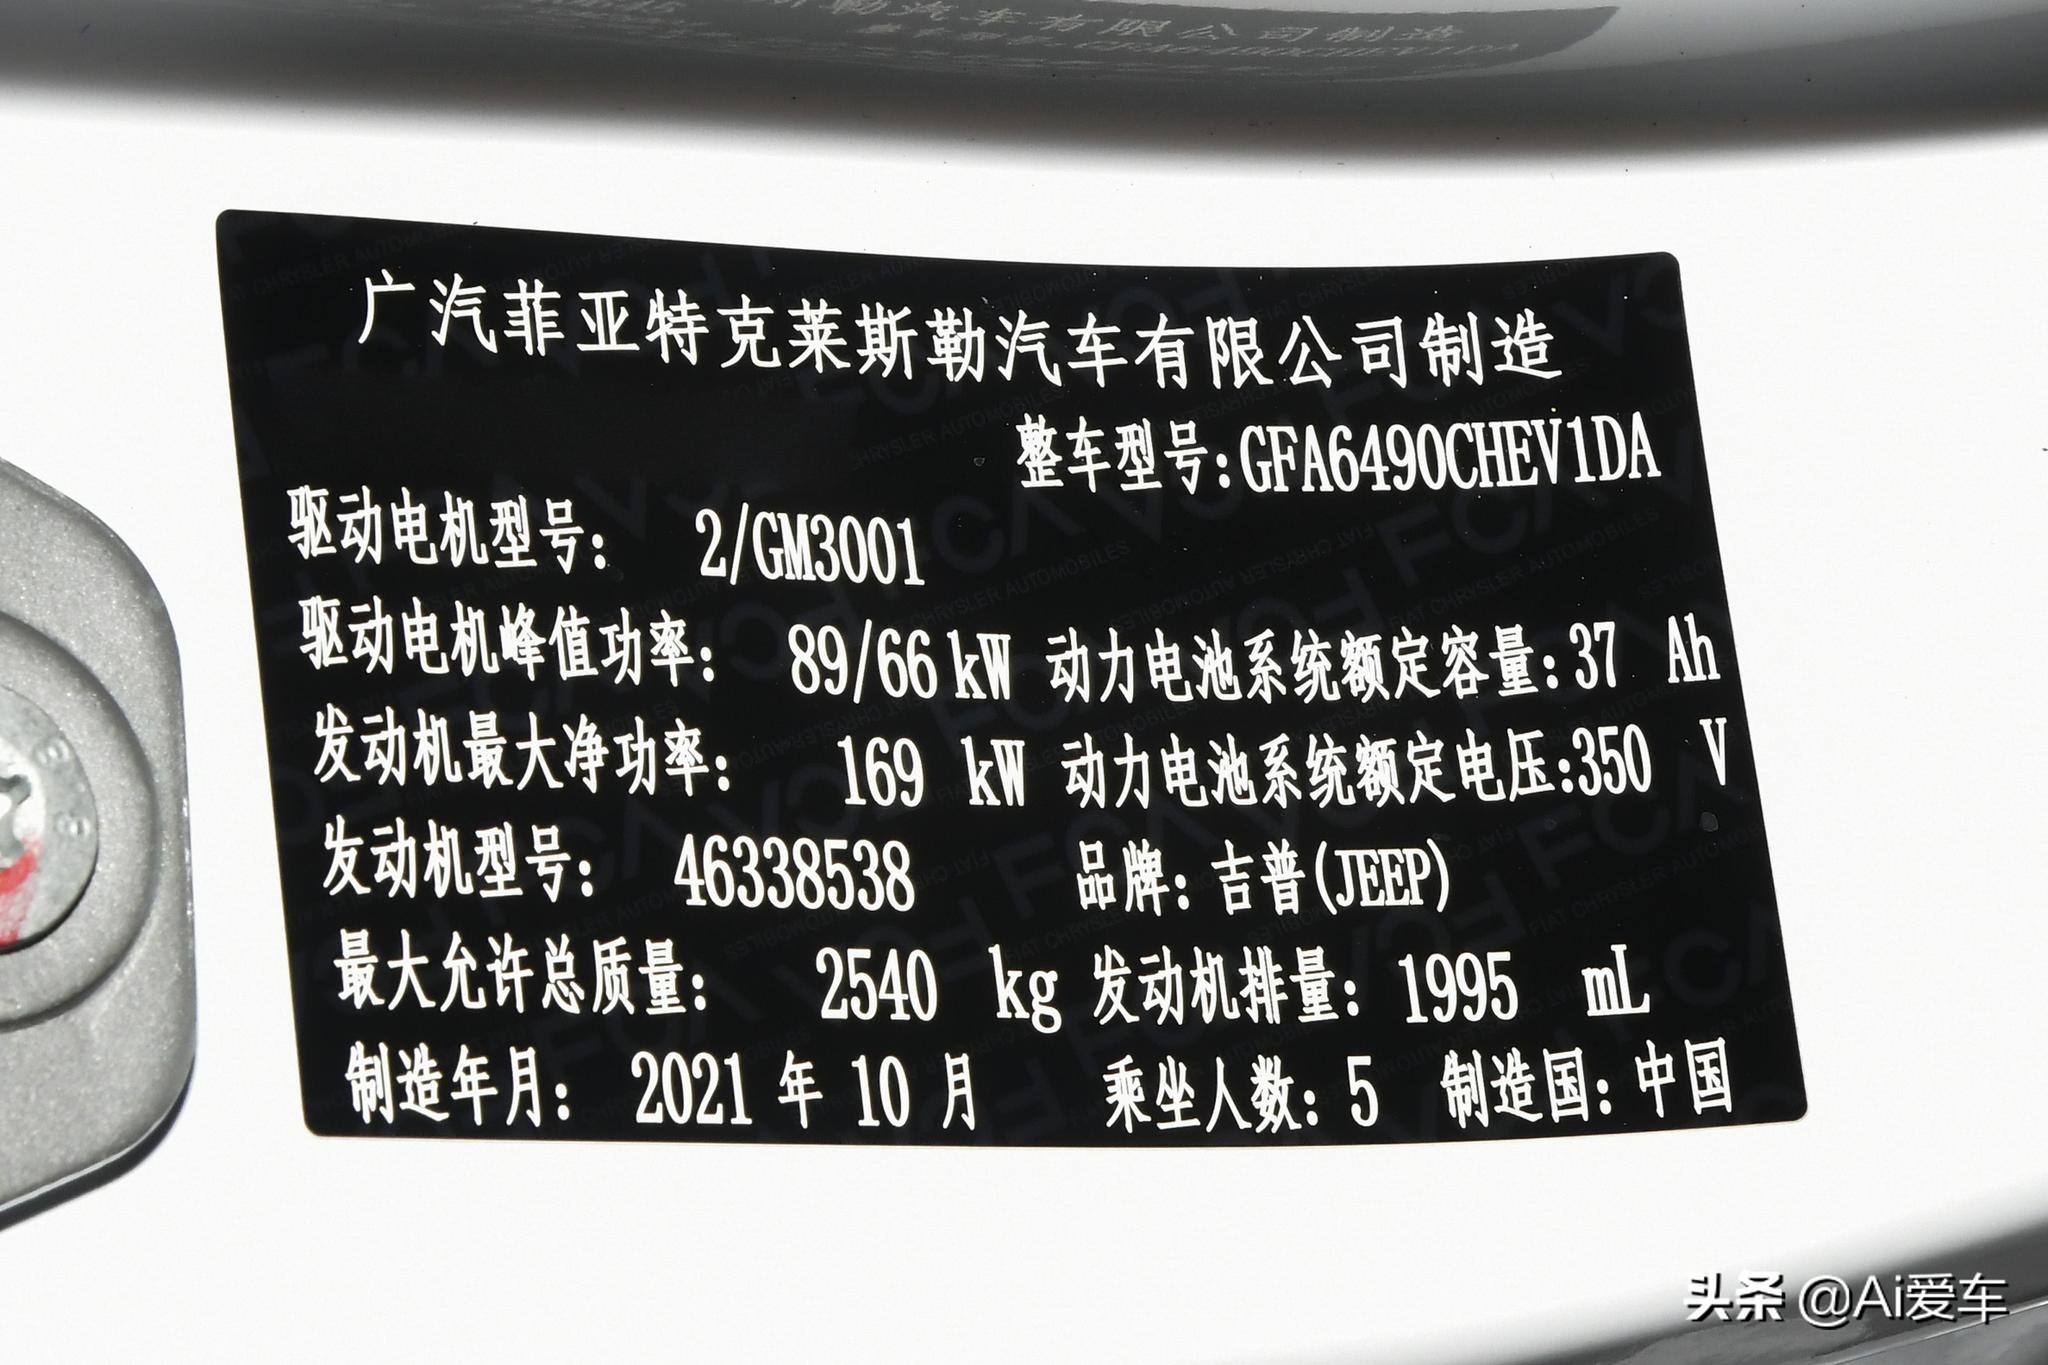 广汽菲亚特克莱斯勒汽车有限公司制造
整车型号:GFA6490CHEV1DA
驱动电机型号: 2/GM3001
驱动电机峰值功率: 89/66 kW 动力电池系统额定容量:37 Ah
发动机最大净功率: 169 kW 动力电池系统额定电压:350 V
发动机型号: 46338538 品牌:吉普(JEEP)
最大允许总质量: 2540 kg 发动机排量: 1995 mL
制造年月: 2021 年 10 月 乘坐人数: 5 制造国:中国
头条 @Ai爱车